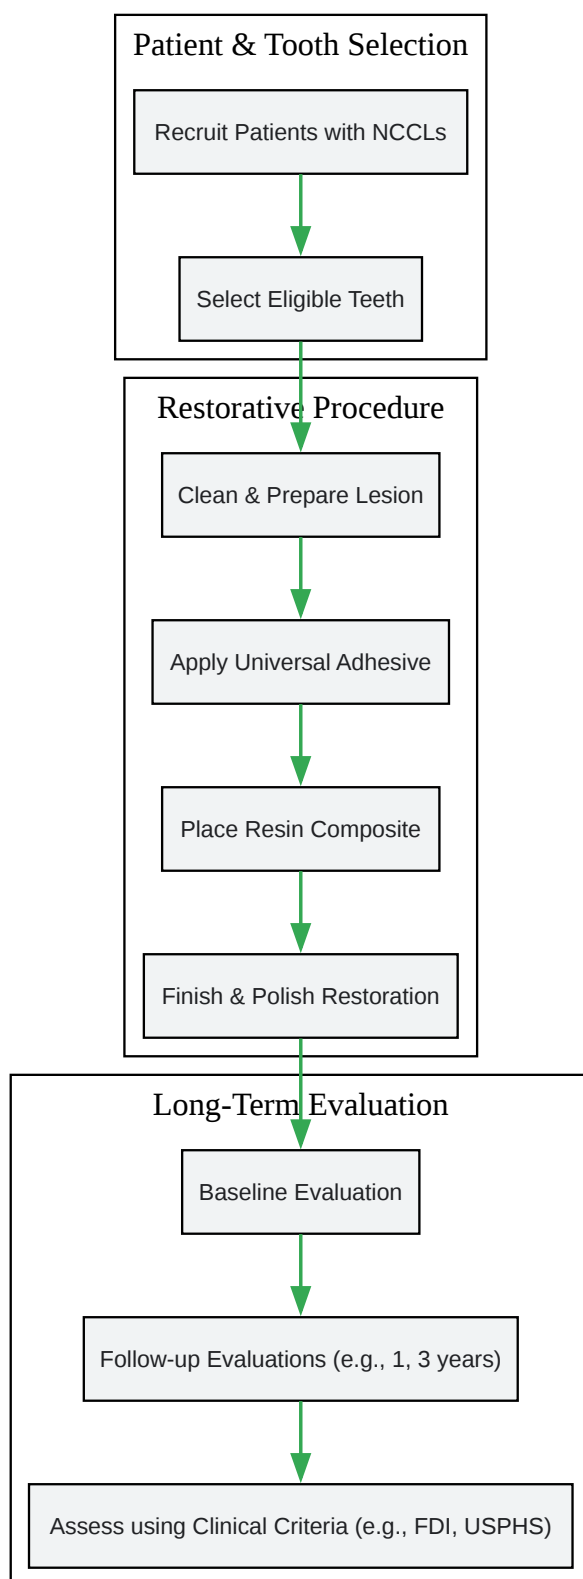 Patient & Tooth Selection
Recruit Patients with NCCLs
Select Eligible Teeth
Restorative Procedure
Clean & Prepare Lesion
Apply Universal Adhesive
Place Resin Composite
Finish & Polish Restoration
Long-Term Evaluation
Baseline Evaluation
Follow-up Evaluations (e.g., 1, 3 years)
Assess using Clinical Criteria (e.g., FDI, USPHS)